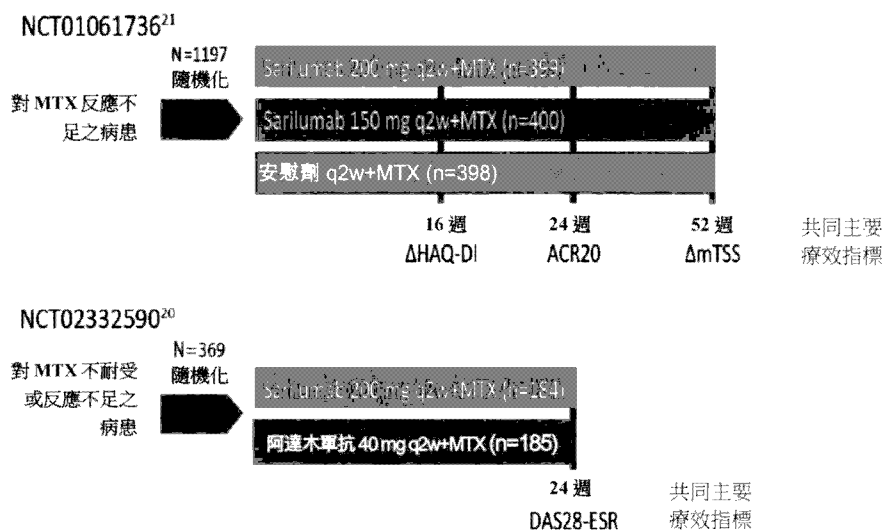 NCT01061736²¹
N=1197
隨機化
對 MTX 反應不
足之病患
Sarilumab 200 mg q2w+MTX (n=399)
Sarilumab 150 mg q2w+MTX (n=400)
安慰劑 q2w+MTX (n=398)
16 週
24 週
52 週
共同主要
ΔHAQ-DI
ACR20
ΔmTSS
療效指標
NCT02332590²⁰
N=369
隨機化
對 MTX 不耐受
或反應不足之
病患
Sarilumab 200mg q2w+MTX (n=184)
阿達木單抗 40 mg q2w+MTX (n=185)
24 週
共同主要
DAS28-ESR
療效指標